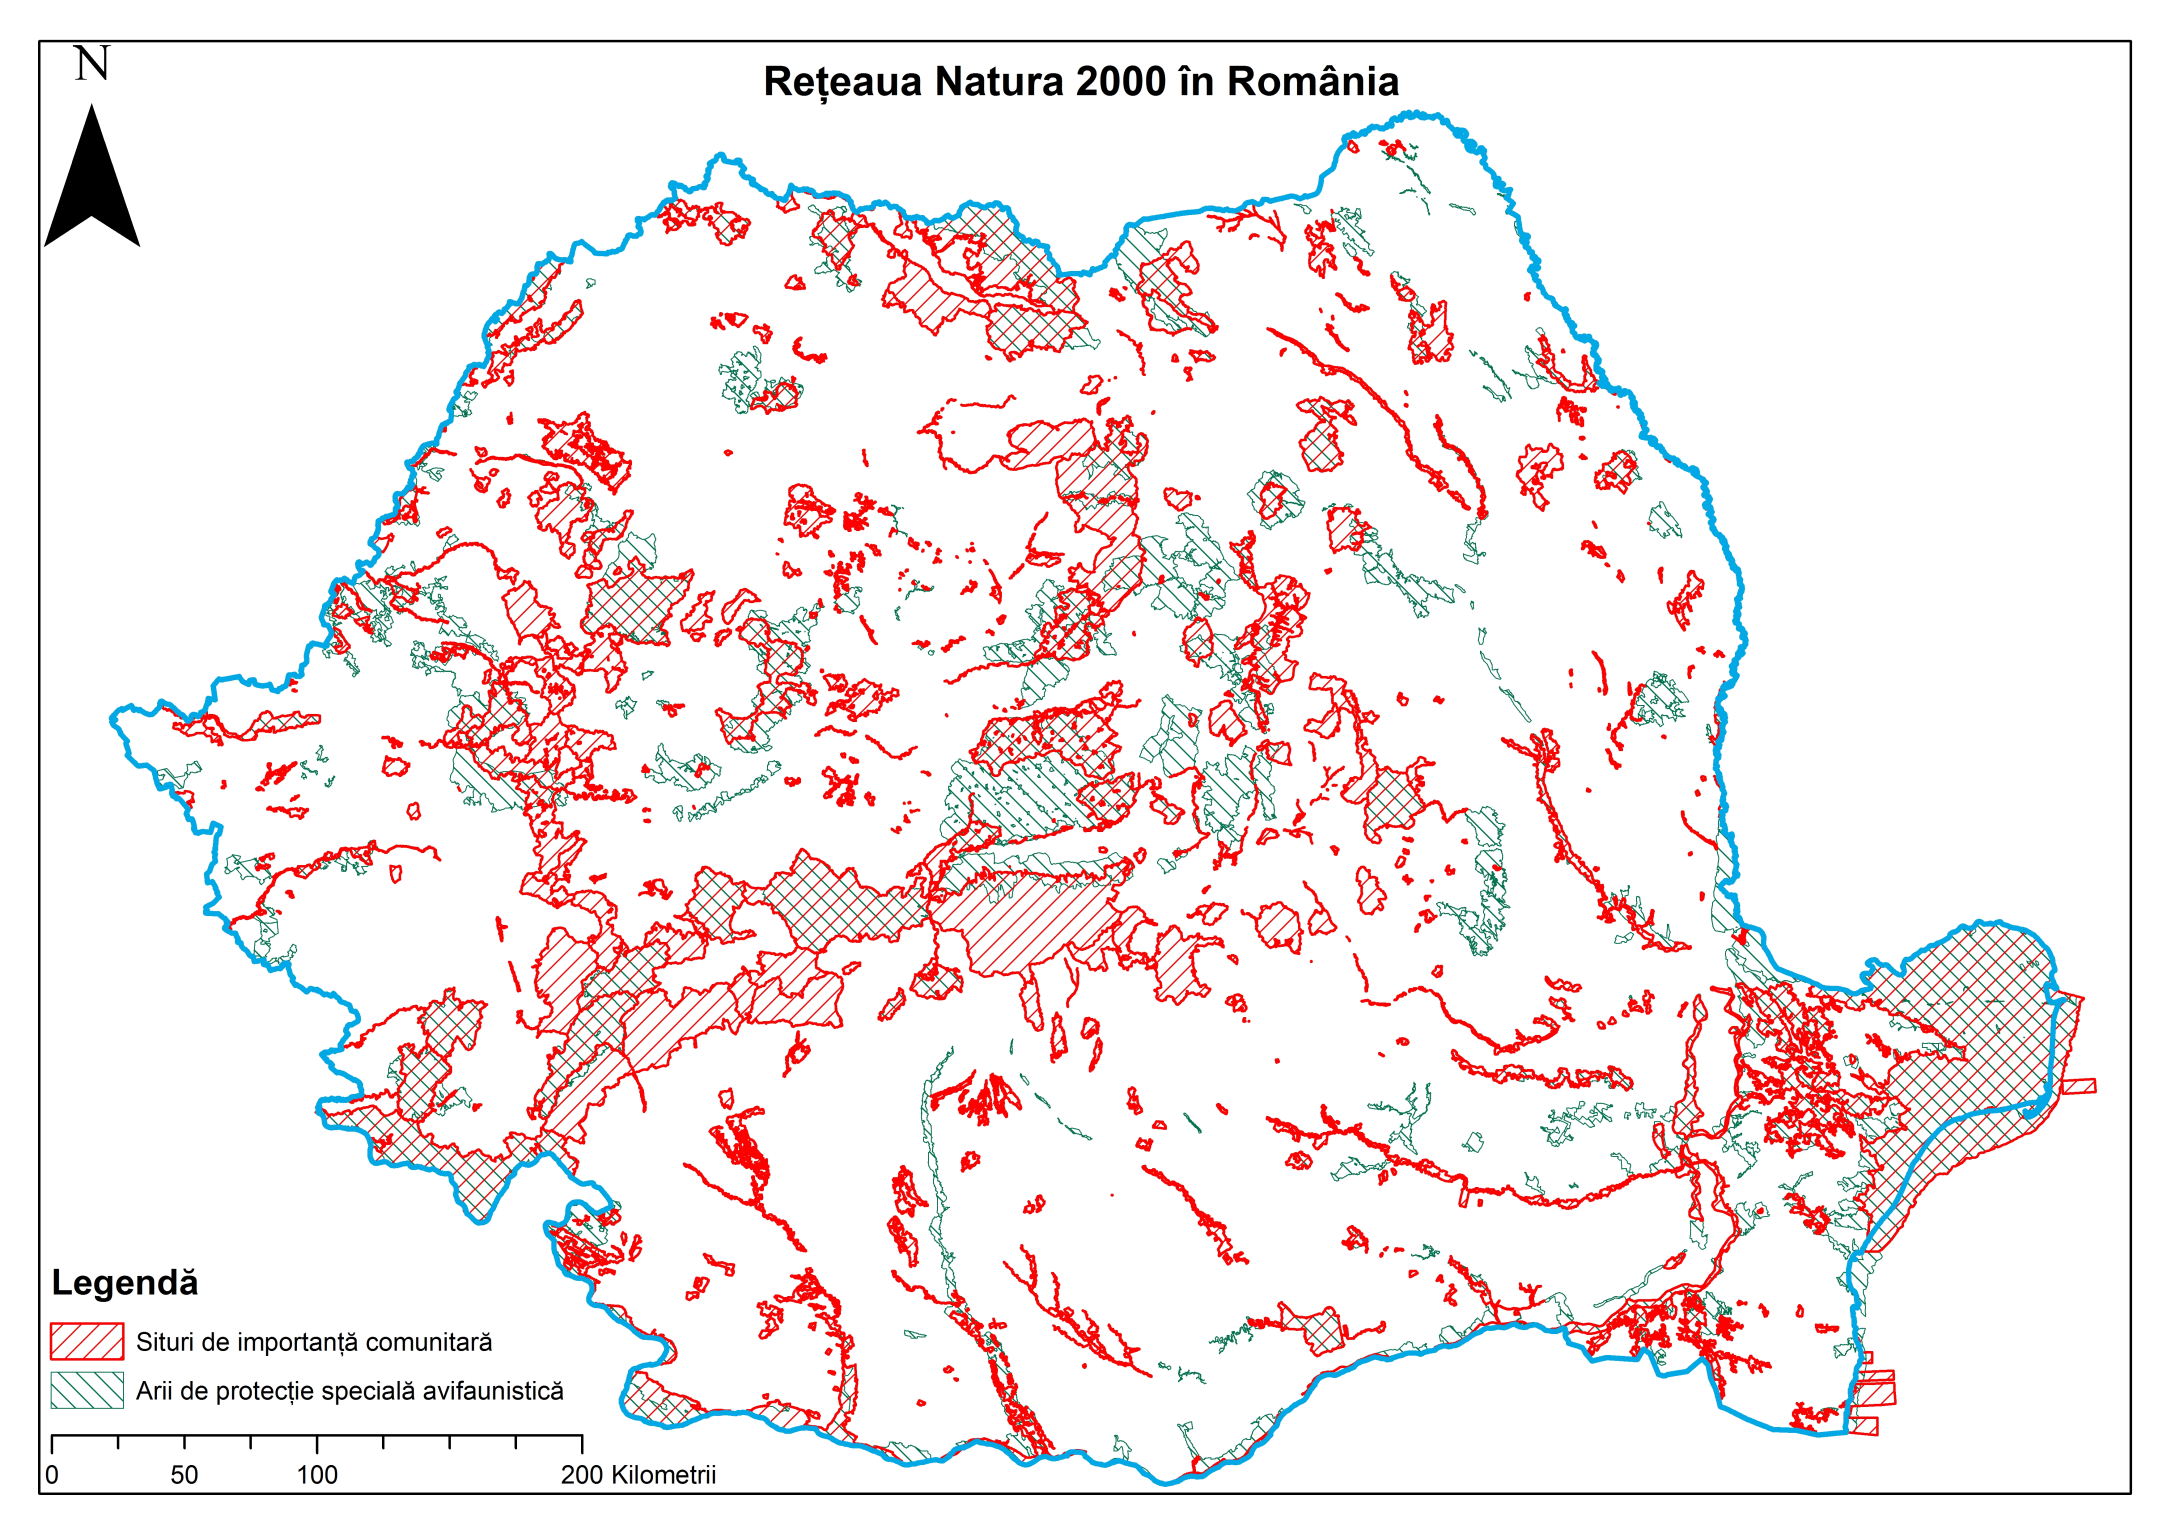 N
Rețeaua Natura 2000 în România
Legendă
Situri de importanță comunitară
Arii de protecție specială avifaunistică
0 50 100 200 Kilometrii